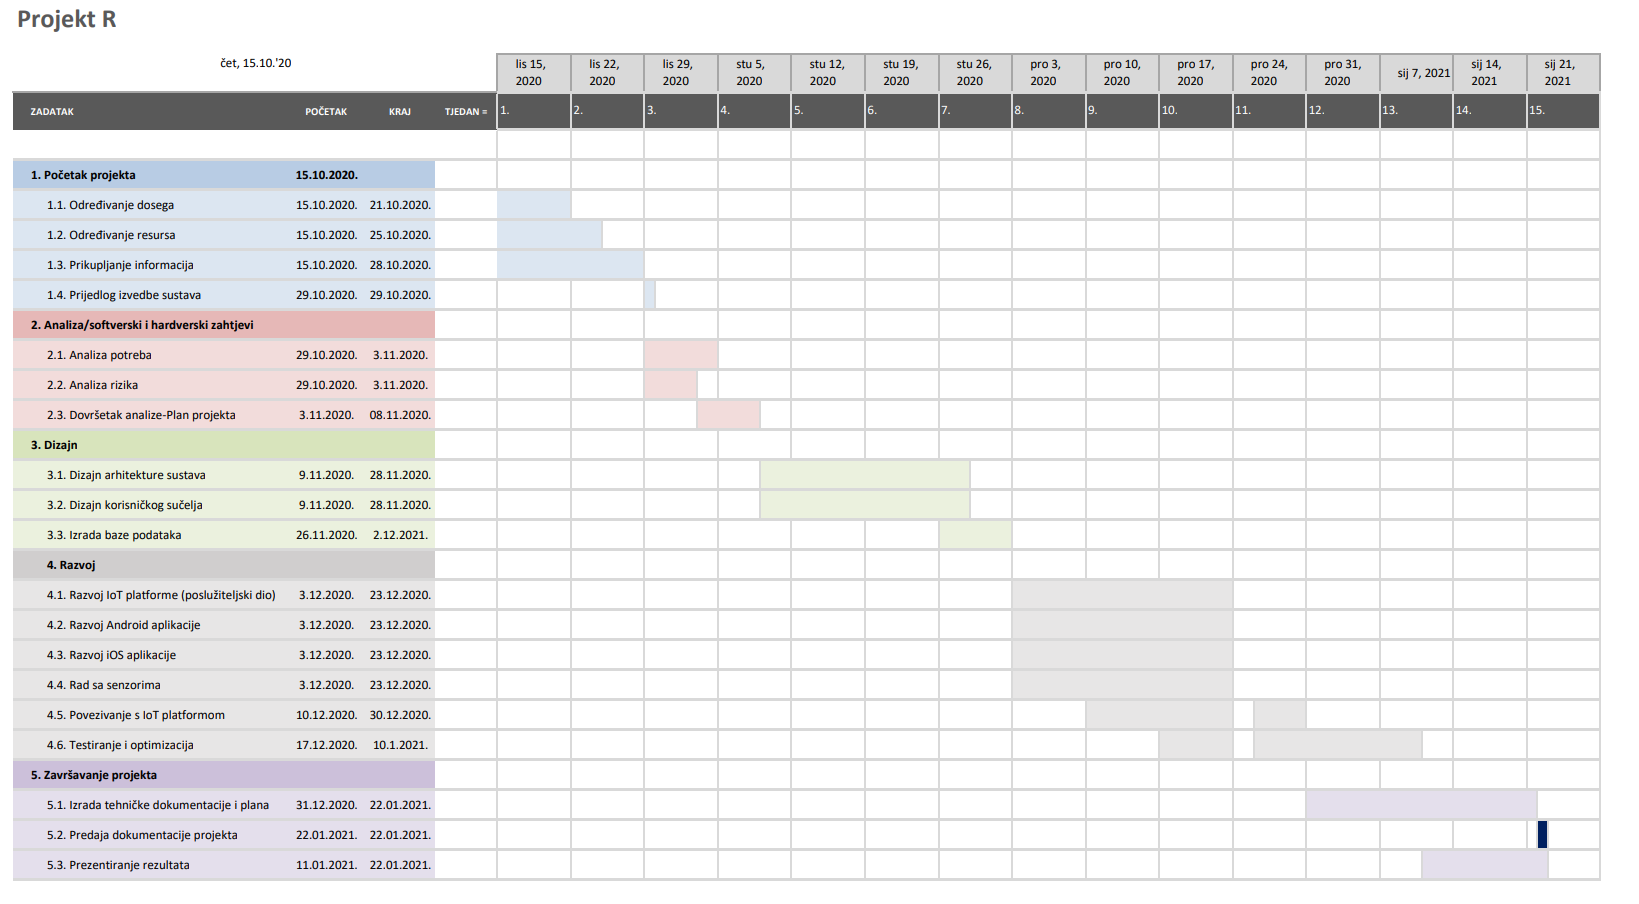 Projekt R
čet, 15.10.'20
lis 15, 2020 lis 22, 2020 lis 29, 2020 stu 5, 2020 stu 12, 2020 stu 19, 2020 stu 26, 2020 pro 3, 2020 pro 10, 2020 pro 17, 2020 pro 24, 2020 pro 31, 2020 sij 7, 2021 sij 14, 2021 sij 21, 2021
ZADATAK POČETAK KRAJ TJEDAN = 1. 2. 3. 4. 5. 6. 7. 8. 9. 10. 11. 12. 13. 14. 15.
1. Početak projekta 15.10.2020.
1.1. Određivanje dosega 15.10.2020. 21.10.2020.
1.2. Određivanje resursa 15.10.2020. 25.10.2020.
1.3. Prikupljanje informacija 15.10.2020. 28.10.2020.
1.4. Prijedlog izvedbe sustava 29.10.2020. 29.10.2020.
2. Analiza/softverski i hardverski zahtjevi
2.1. Analiza potreba 29.10.2020. 3.11.2020.
2.2. Analiza rizika 29.10.2020. 3.11.2020.
2.3. Dovršetak analize-Plan projekta 3.11.2020. 08.11.2020.
3. Dizajn
3.1. Dizajn arhitekture sustava 9.11.2020. 28.11.2020.
3.2. Dizajn korisničkog sučelja 9.11.2020. 28.11.2020.
3.3. Izrada baze podataka 26.11.2020. 2.12.2021.
4. Razvoj
4.1. Razvoj IoT platforme (poslužiteljski dio) 3.12.2020. 23.12.2020.
4.2. Razvoj Android aplikacije 3.12.2020. 23.12.2020.
4.3. Razvoj iOS aplikacije 3.12.2020. 23.12.2020.
4.4. Rad sa senzorima 3.12.2020. 23.12.2020.
4.5. Povezivanje s IoT platformom 10.12.2020. 30.12.2020.
4.6. Testiranje i optimizacija 17.12.2020. 10.1.2021.
5. Završavanje projekta
5.1. Izrada tehničke dokumentacije i plana 31.12.2020. 22.01.2021.
5.2. Predaja dokumentacije projekta 22.01.2021. 22.01.2021.
5.3. Prezentiranje rezultata 11.01.2021. 22.01.2021.